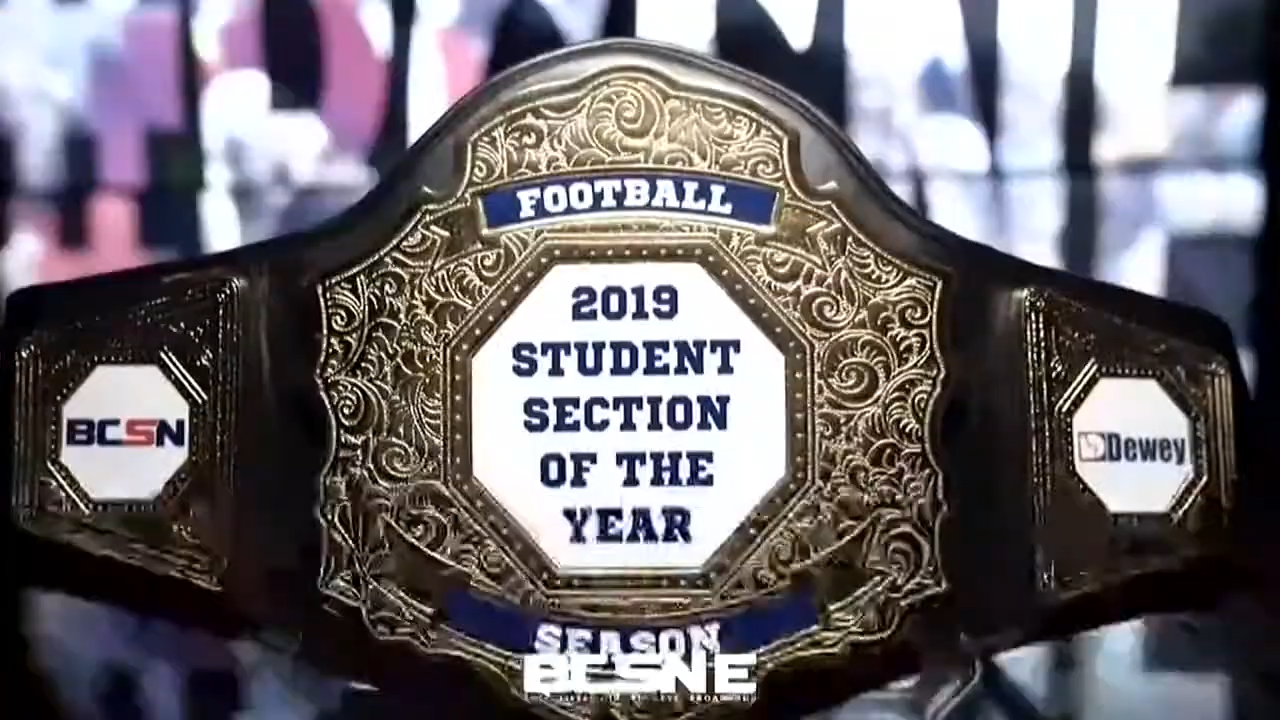 FOOTBALL
2019
STUDENT
SECTION
OF THE
YEAR
BCSN
Dewey
SEASON
BCSNE